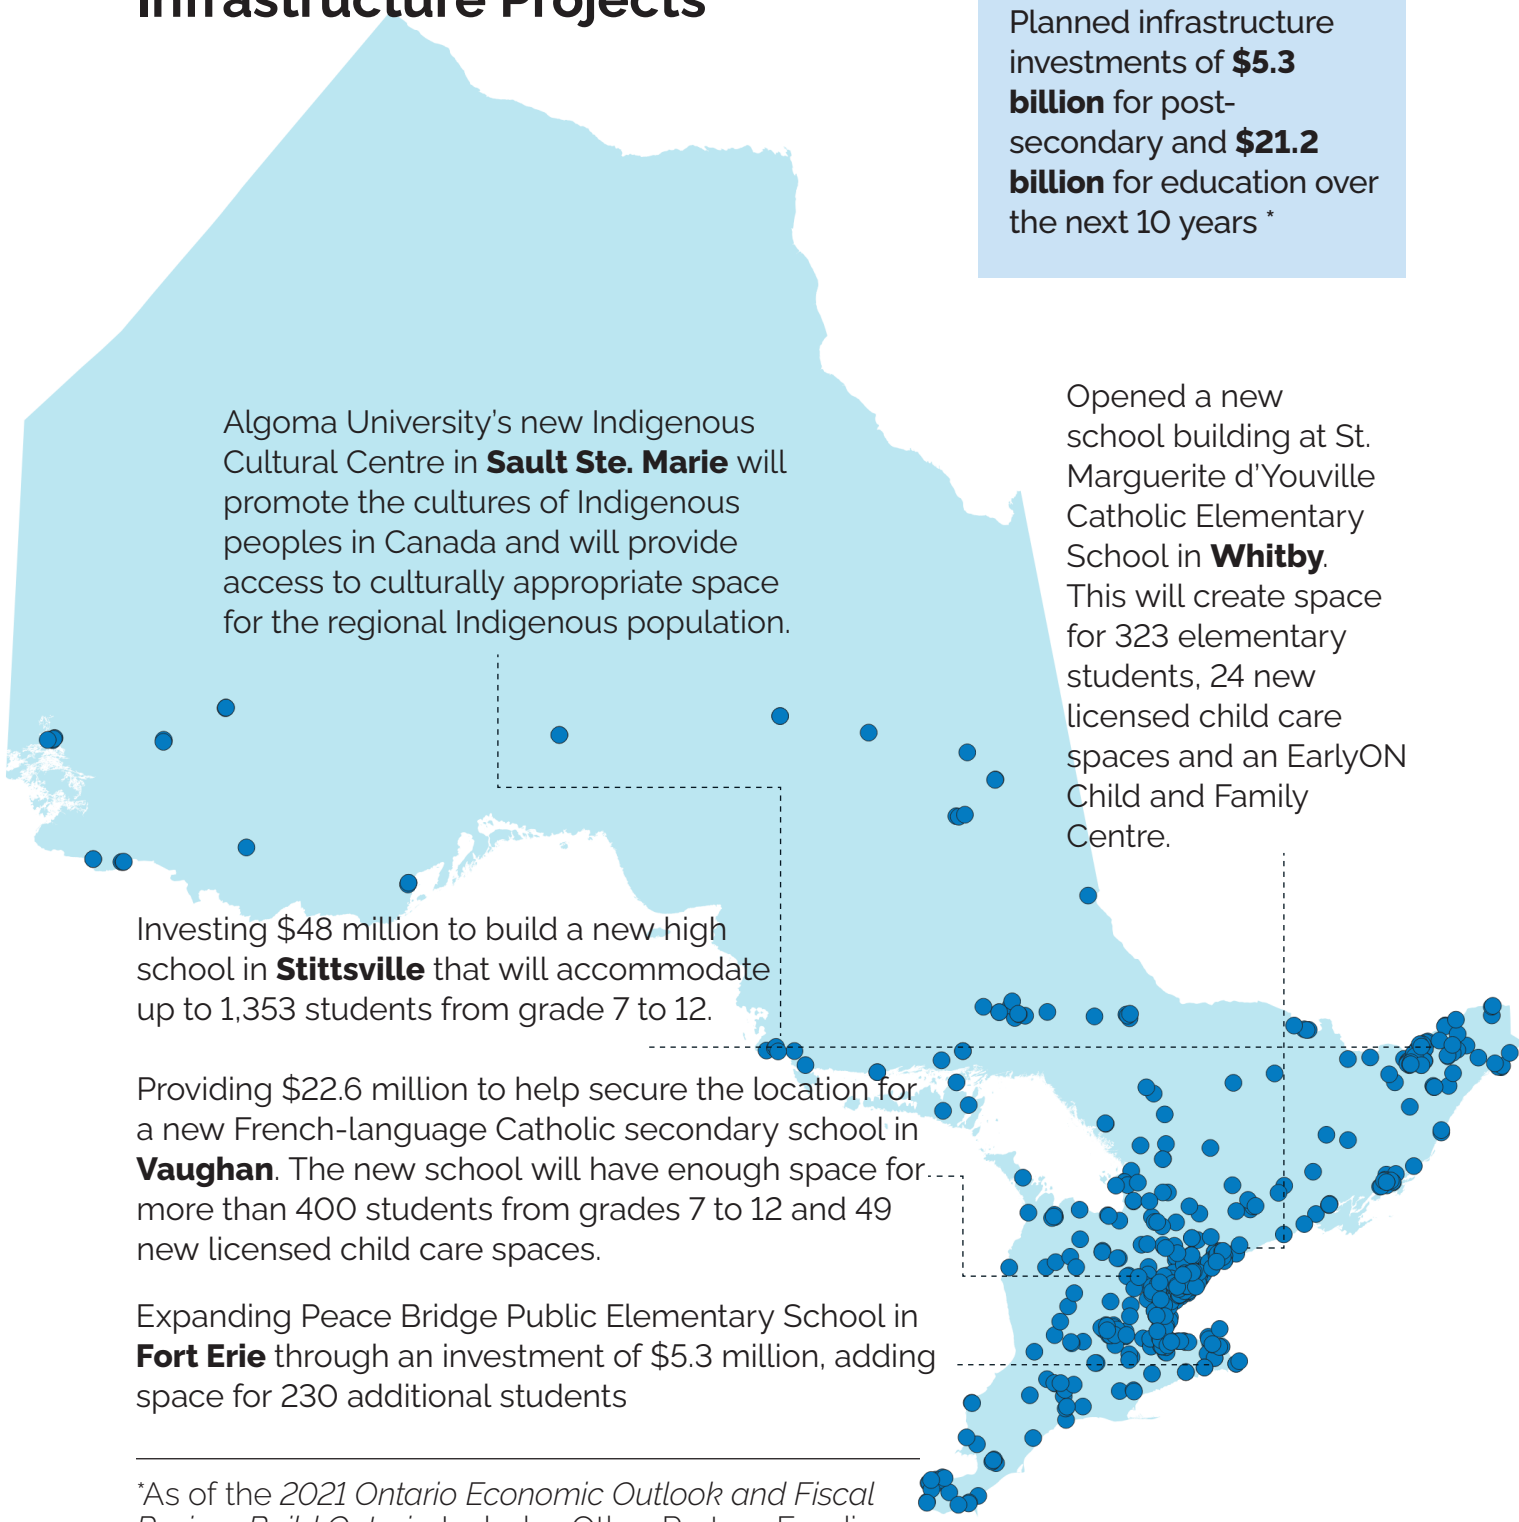 Infrastructure Projects
Planned infrastructure
investments of $5.3
billion for post-
secondary and $21.2
billion for education over
the next 10 years *
Algoma University's new Indigenous
Cultural Centre in Sault Ste. Marie will
promote the cultures of Indigenous
peoples in Canada and will provide
access to culturally appropriate space
for the regional Indigenous population.
Opened a new
school building at St.
Marguerite d'Youville
Catholic Elementary
School in Whitby.
This will create space
for 323 elementary
students, 24 new
licensed child care
spaces and an EarlyON
Child and Family
Centre.
Investing $48 million to build a new high
school in Stittsville that will accommodate
up to 1,353 students from grade 7 to 12.
Providing $22.6 million to help secure the location for
a new French-language Catholic secondary school in
Vaughan. The new school will have enough space for
more than 400 students from grades 7 to 12 and 49
new licensed child care spaces.
Expanding Peace Bridge Public Elementary School in
Fort Erie through an investment of $5.3 million, adding
space for 230 additional students
*As of the 2021 Ontario Economic Outlook and Fiscal